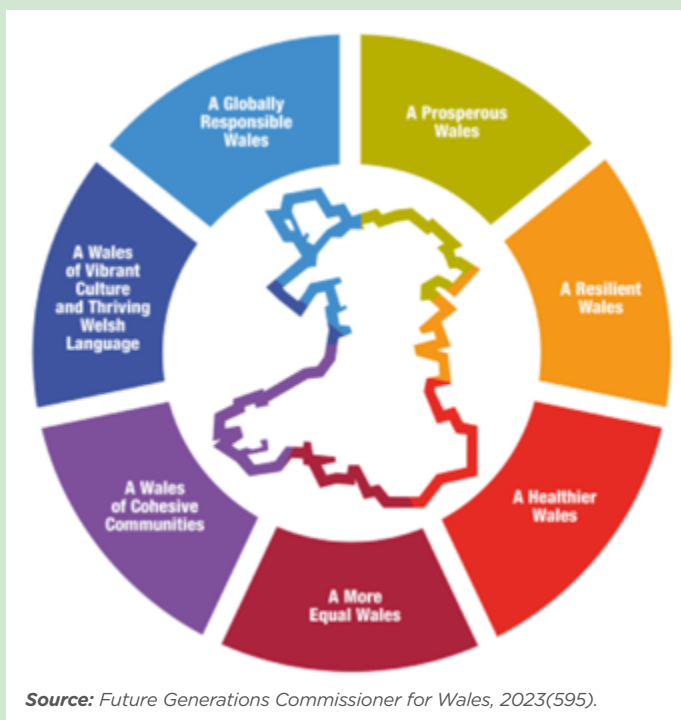 A Globally
Responsible
Wales
A Prosperous
Wales
A Resilient
Wales
A Healthier
Wales
A More
Equal Wales
A Wales
of Cohesive
Communities
A Wales
of Vibrant
Culture
and Thriving
Welsh
Language
Source: Future Generations Commissioner for Wales, 2023(595).